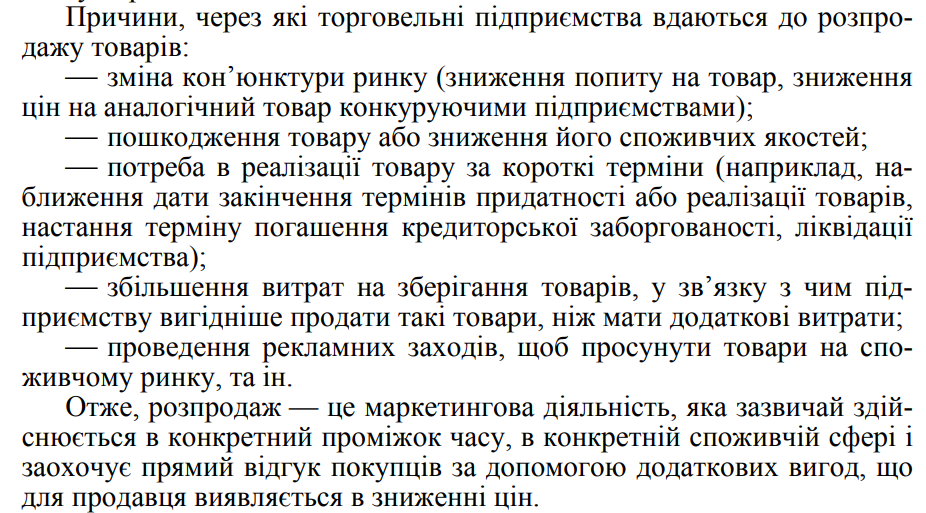 Причини, через які торговельні підприємства вдаються до розпро-
дажу товарів:
— зміна кон’юнктури ринку (зниження попиту на товар, зниження
цін на аналогічний товар конкуруючими підприємствами);
— пошкодження товару або зниження його споживчих якостей;
— потреба в реалізації товару за короткі терміни (наприклад, на-
ближення дати закінчення термінів придатності або реалізації товарів,
настання терміну погашення кредиторської заборгованості, ліквідації
підприємства);
— збільшення витрат на зберігання товарів, у зв’язку з чим під-
приємству вигідніше продати такі товари, ніж мати додаткові витрати;
— проведення рекламних заходів, щоб просунути товари на спо-
живчому ринку, та ін.
Отже, розпродаж — це маркетингова діяльність, яка зазвичай здій-
снюється в конкретний проміжок часу, в конкретній споживчій сфері і
заохочує прямий відгук покупців за допомогою додаткових вигод, що
для продавця виявляється в зниженні цін.